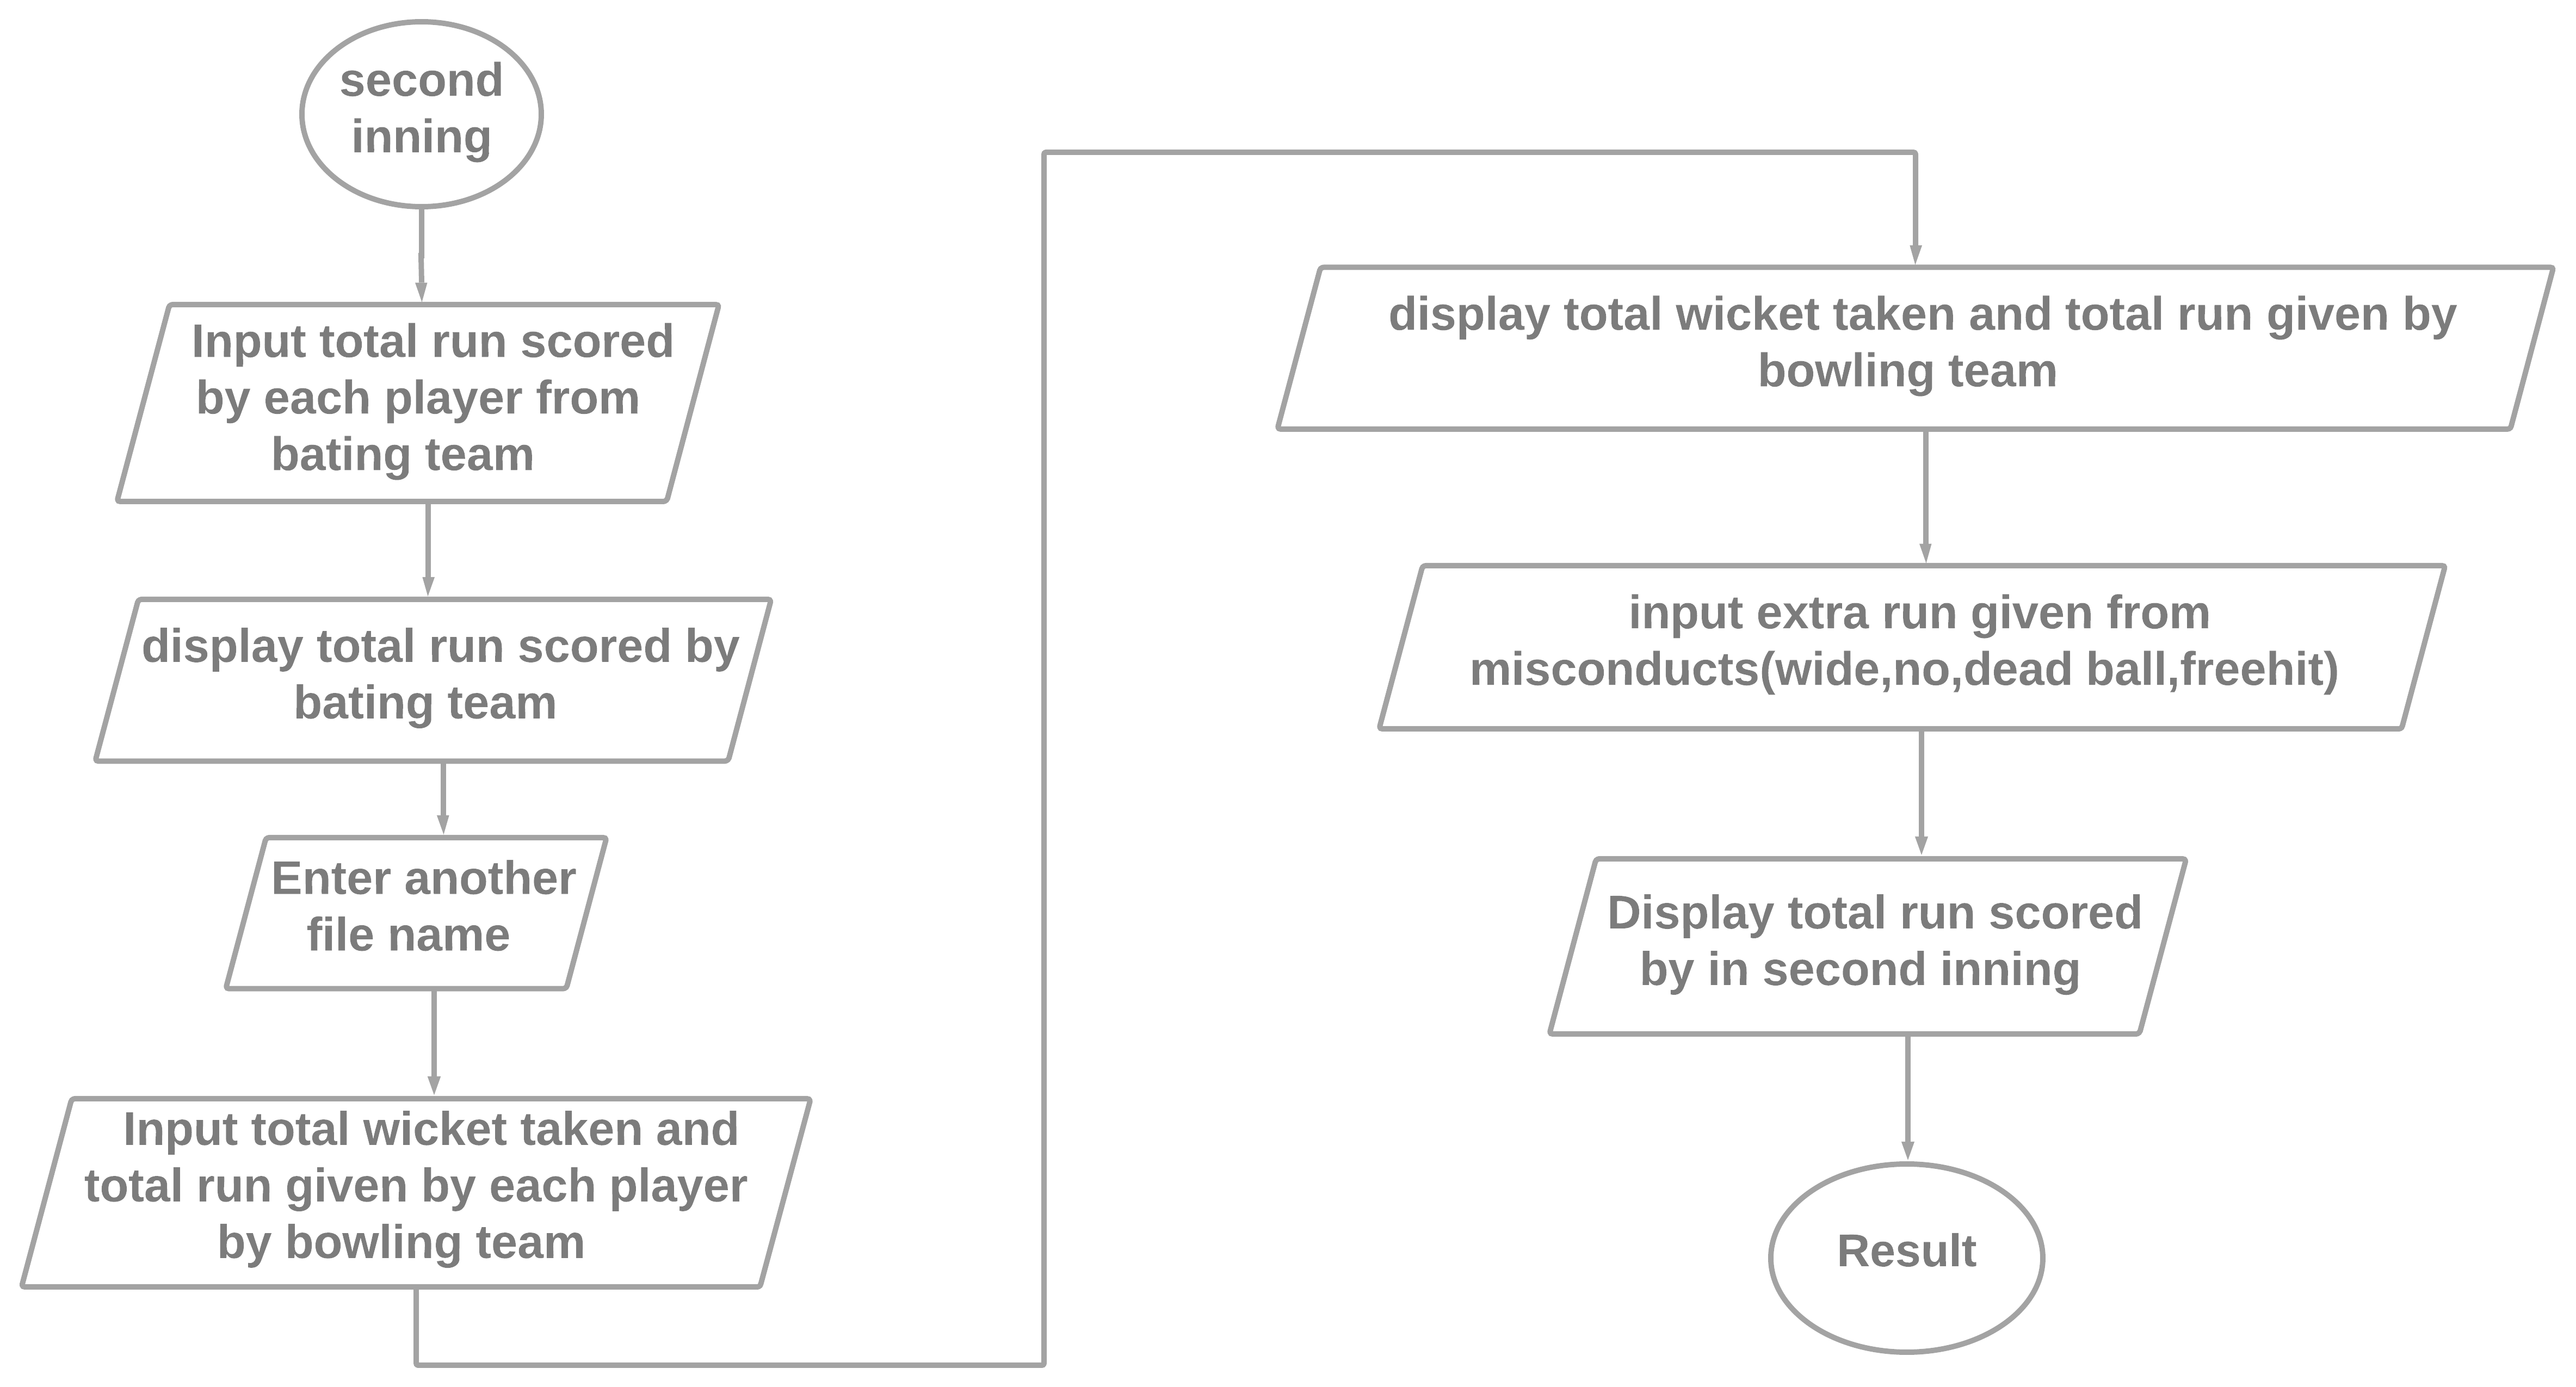 second
inning
Input total run scored
by each player from
bating team
display total run scored by
bating team
Enter another
file name
Input total wicket taken and
total run given by each player
by bowling team
display total wicket taken and total run given by
bowling team
input extra run given from
misconducts(wide,no,dead ball,freehit)
Display total run scored
by in second inning
Result